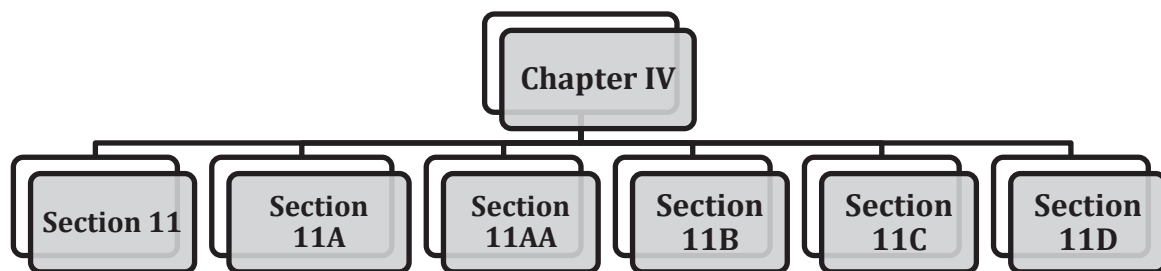 Chapter IV
Section 11
Section
11A
Section
11AA
Section
11B
Section
11C
Section
11D